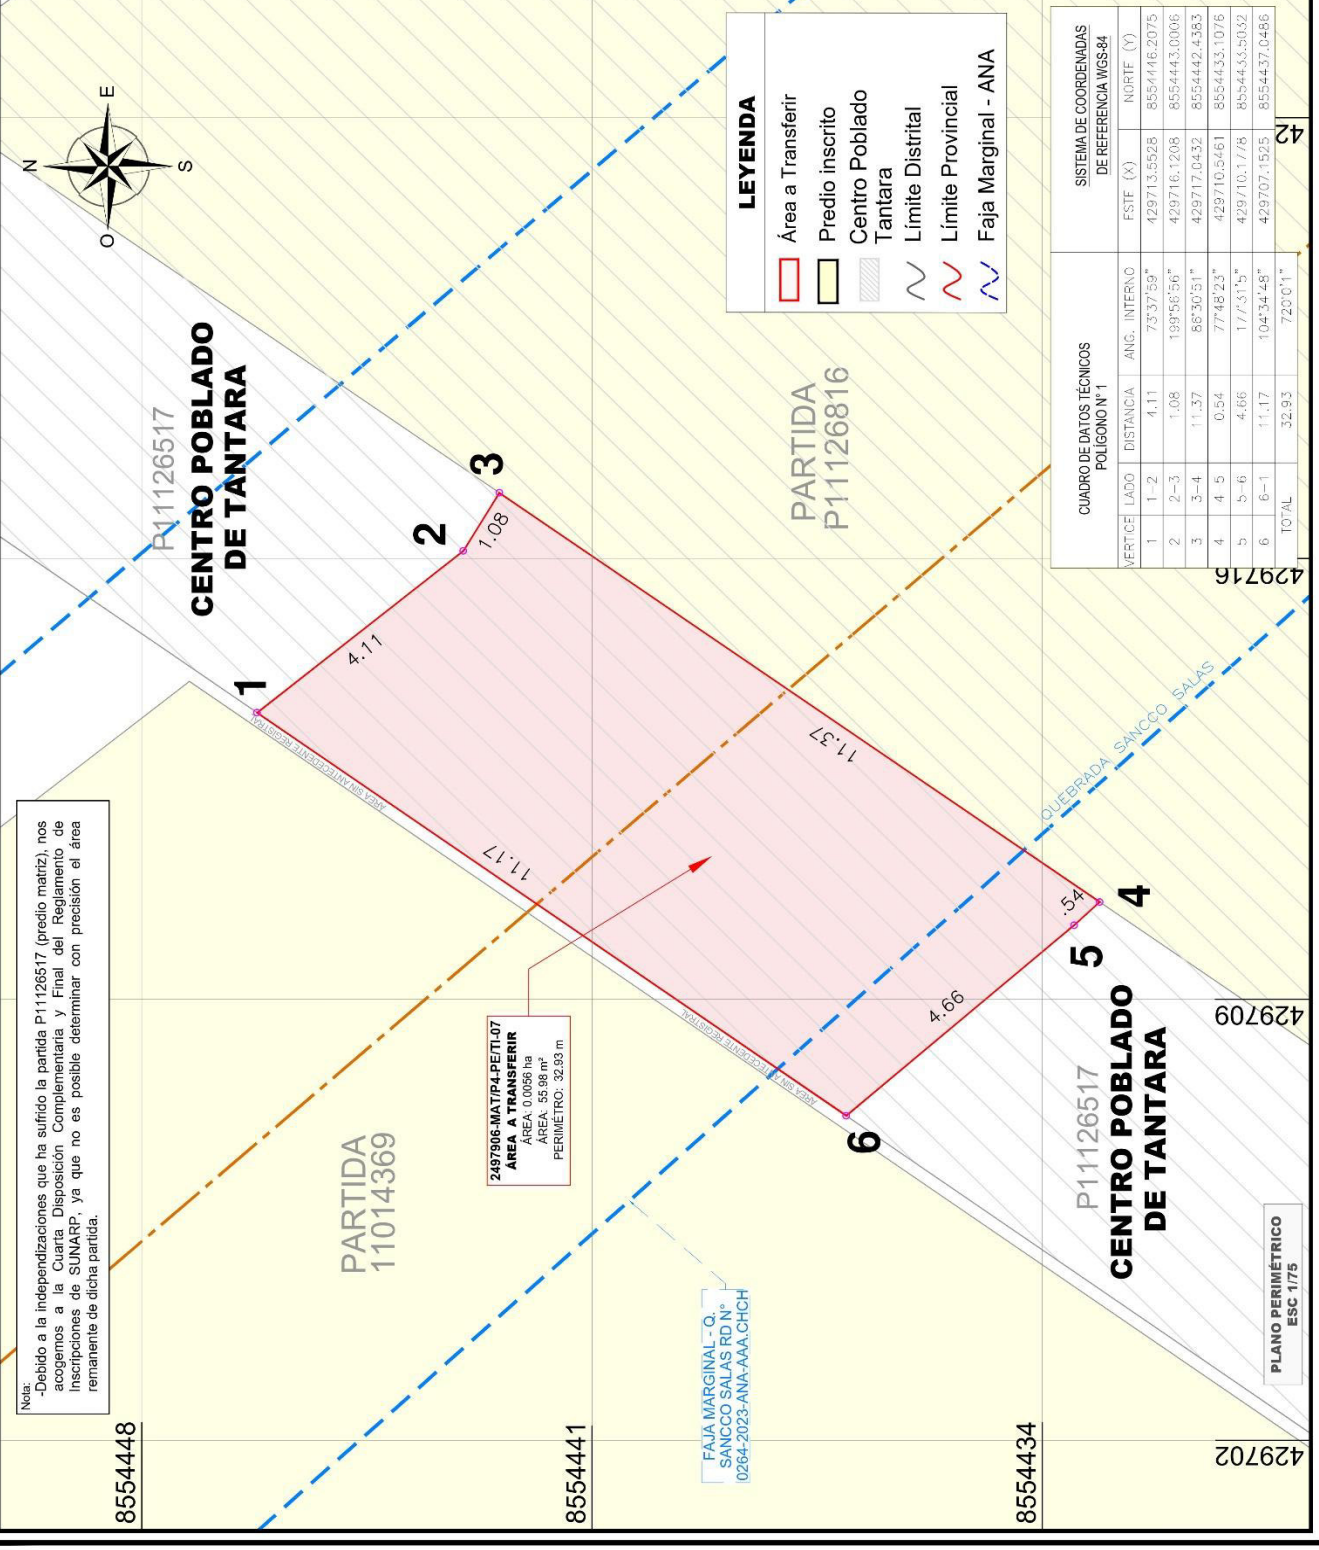 Nota:
-Debido a la independizaciones que ha sufrido la partida P11126517 (predio matriz), nos
acogemos a la Cuarta Disposición Complementaria y Final del Reglamento de
Inscripciones de SUNARP, ya que no es posible determinar con precisión el área
remanente de dicha partida.
N
E
S
O
P11126517
CENTRO POBLADO
DE TANTARA
LEYENDA
Área a Transferir
Predio inscrito
Centro Poblado
Tantara
Límite Distrital
Límite Provincial
Faja Marginal - ANA
PARTIDA
11014369
PARTIDA
P11126816
2497906-MAT/P4-PE/TI-07
ÁREA A TRANSFERIR
ÁREA: 0.0056 ha
ÁREA: 55.98 m²
PERIMETRO: 32.93 m
1
2
3
4
5
6
4.11
1.08
11.37
.54
4.66
11.17
AREA SIN ANTECEDENTE REGISTRAL
AREA SIN ANTECEDENTE REGISTRAL
QUEBRADA SANCCO SALAS
FAJA MARGINAL - Q.
SANCCO SALAS RD N°
0264-2023-ANA-AAA.CHCH
P11126517
CENTRO POBLADO
DE TANTARA
PLANO PERIMÉTRICO
ESC 1/75
8554448
8554441
8554434
429702
429709
429716
42
CUADRO DE DATOS TÉCNICOS
POLÍGONO N° 1
SISTEMA DE COORDENADAS
DE REFERENCIA WGS-84
VERTICE LADO DISTANCIA ANG. INTERNO ESTE (X) NORTE (Y)
1 1-2 4.11 73°37'59" 429713.5528 8554446.2075
2 2-3 1.08 199°56'56" 429716.1208 8554443.0006
3 3-4 11.37 86°30'51" 429717.0432 8554442.4383
4 4-5 0.54 77°48'23" 429710.5461 8554433.1076
5 5-6 4.66 177°31'5" 429710.1778 8554433.5032
6 6-1 11.17 104°34'48" 429707.1525 8554437.0486
TOTAL 32.93 720°0'1"